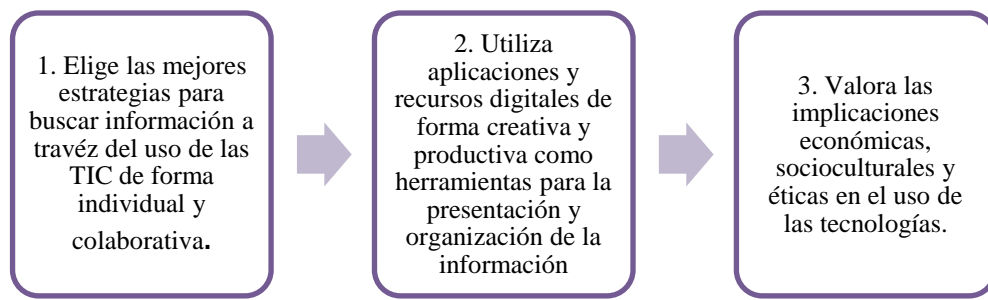 1. Elige las mejores
estrategias para
buscar información a
travéz del uso de las
TIC de forma
individual y
colaborativa.
2. Utiliza
aplicaciones y
recursos digitales de
forma creativa y
productiva como
herramientas para la
presentación y
organización de la
información
3. Valora las
implicaciones
económicas,
socioculturales y
éticas en el uso de
las tecnologías.